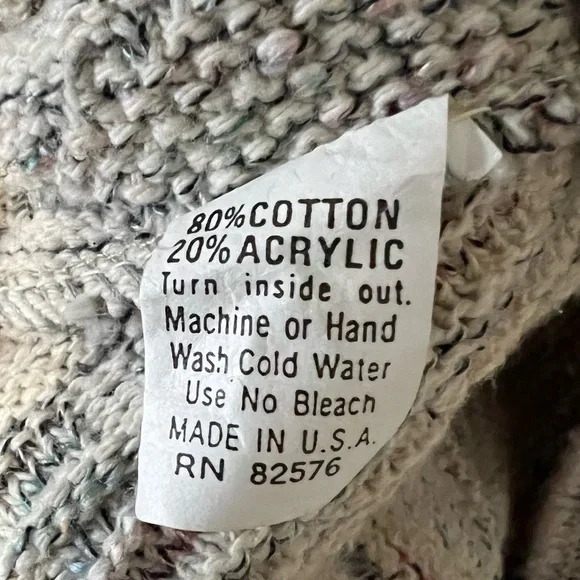 80% COTTON
20% ACRYLIC
Turn inside out.
Machine or Hand
Wash Cold Water
Use No Bleach
MADE IN U.S.A.
RN 82576